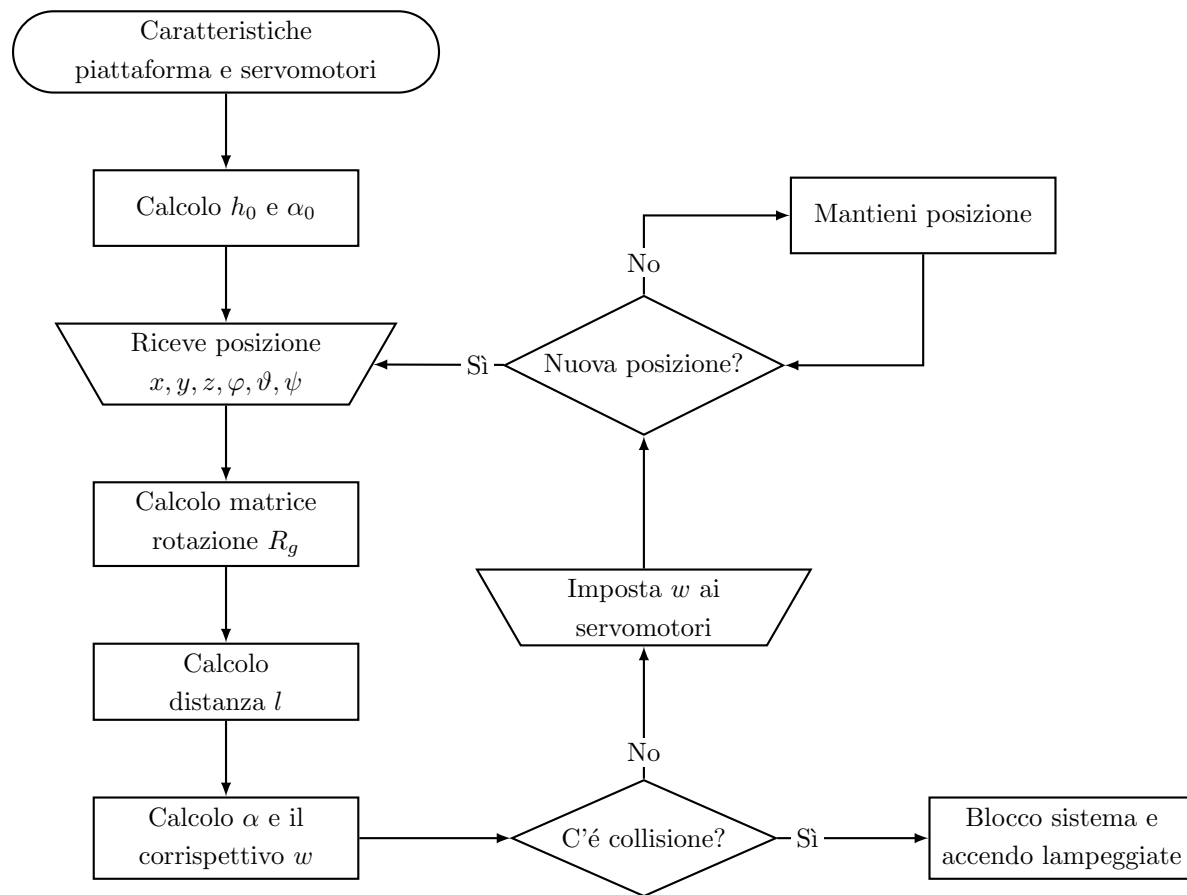 Caratteristiche
piattaforma e servomotori
Calcolo h₀ e α₀
Mantieni posizione
No
Riceve posizione
x, y, z, φ, ϑ, ψ
Sì
Nuova posizione?
Calcolo matrice
rotazione R_g
Imposta w ai
servomotori
Calcolo
distanza l
No
Calcolo α e il
corrispettivo w
C'é collisione?
Sì
Blocco sistema e
accendo lampeggiate